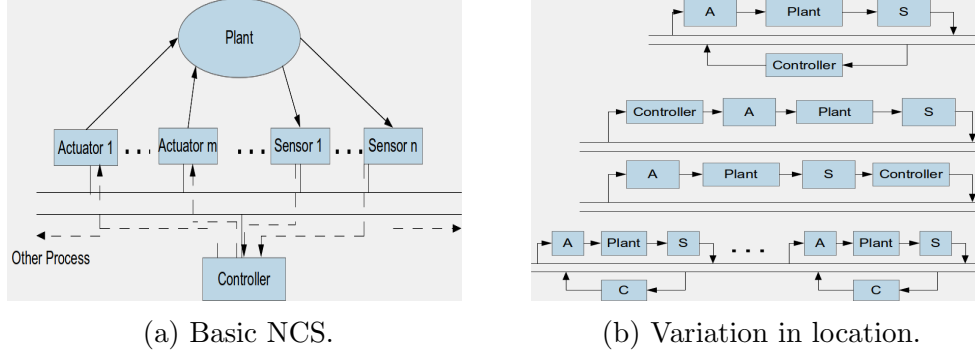 Plant
Actuator 1 ... Actuator m ... Sensor 1 ... Sensor n
Other Process
Controller
(a) Basic NCS.
A Plant S
Controller
Controller A Plant S
A Plant S Controller
A Plant S ... A Plant S
C C
(b) Variation in location.